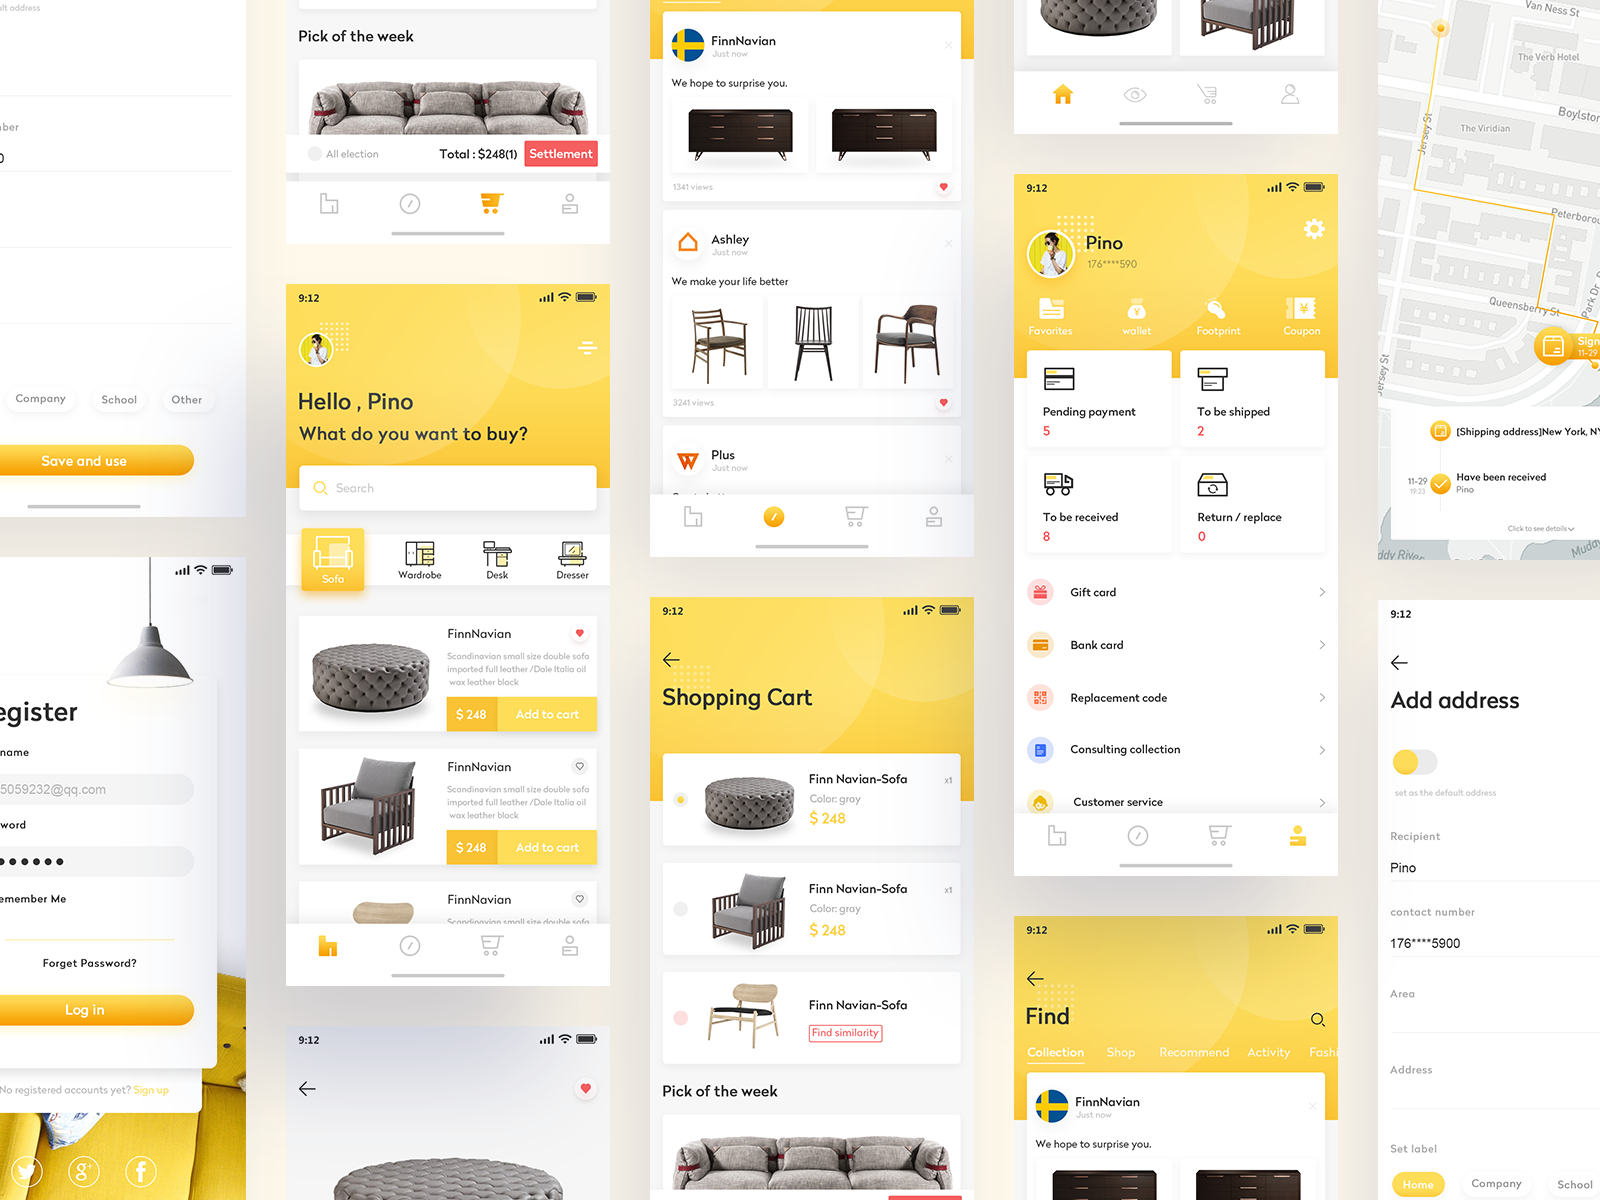 ault address
mber
0
Company
School
Other
Save and use
egister
name
5059232@qq.com
word
emember Me
Forget Password?
Log in
No registered accounts yet? Sign up
Pick of the week
All election
Total : $248(1)
Settlement
9:12
Hello , Pino
What do you want to buy?
Search
Sofa
Wardrobe
Desk
Dresser
FinnNavian
Scandinavian small size double sofa
imported full leather /Dale Italia oil
wax leather black
$ 248
Add to cart
FinnNavian
Scandinavian small size double sofa
imported full leather /Dale Italia oil
wax leather black
$ 248
Add to cart
FinnNavian
Scandinavian small size double sofa
9:12
FinnNavian
Just now
We hope to surprise you.
1341 views
Ashley
Just now
We make your life better
3241 views
Plus
Just now
9:12
Shopping Cart
Finn Navian-Sofa
x1
Color: gray
$ 248
Finn Navian-Sofa
x1
Color: gray
$ 248
Finn Navian-Sofa
Find similarity
Pick of the week
9:12
Pino
176****590
Favorites
wallet
Footprint
Coupon
Pending payment
5
To be shipped
2
To be received
8
Return / replace
0
Gift card
Bank card
Replacement code
Consulting collection
Customer service
9:12
Find
Collection
Shop
Recommend
Activity
Fashi
FinnNavian
Just now
We hope to surprise you.
Van Ness St
The Verb Hotel
Boylston
Jersey St
The Viridian
Peterborou
Park Dr
Queensberry St
Jersey St
Sign
11-29
[Shipping address]New York, NY
11-29
19:23
Have been received
Pino
Click to see details
ddy River
Muddy
9:12
Add address
set as the default address
Recipient
Pino
contact number
176****5900
Area
Address
Set label
Home
Company
School